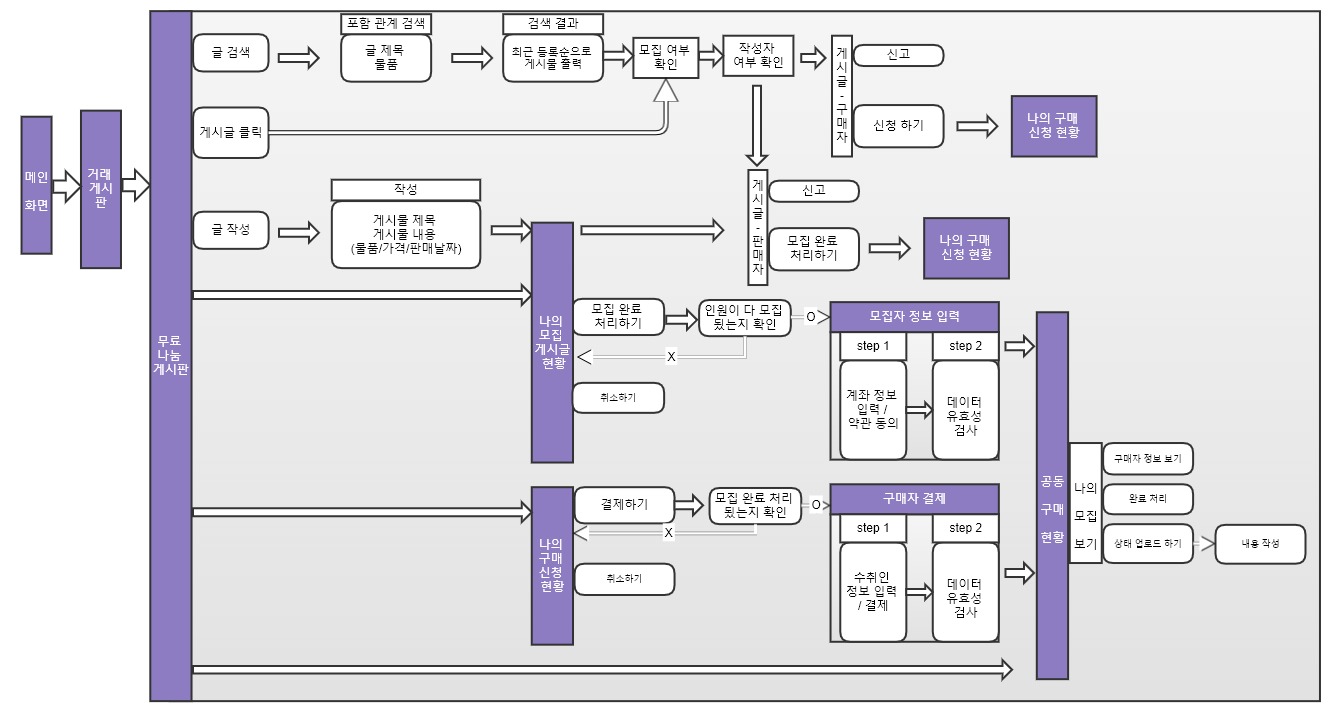 메인
화면
거래
게시
판
무료
나눔
게시판
글 검색
포함 관계 검색
글 제목
물품
검색 결과
최근 등록순으로
게시물 출력
모집 여부
확인
작성자
여부 확인
게
시
글
-
구
매
자
신고
신청 하기
나의 구매
신청 현황
게시글 클릭
글 작성
작성
게시물 제목
게시물 내용
(물품/가격/판매날짜)
게
시
글
-
판
매
자
신고
모집 완료
처리하기
나의 구매
신청 현황
나의
모집
게시글
현황
모집 완료
처리하기
인원이 다 모집
됬는지 확인
O
X
취소하기
모집자 정보 입력
step 1
계좌 정보
입력 /
약관 동의
step 2
데이터
유효성
검사
나의
구매
신청
현황
결제하기
모집 완료 처리
됬는지 확인
O
X
취소하기
구매자 결제
step 1
수취인
정보 입력
/ 결제
step 2
데이터
유효성
검사
공동
구매
현황
나의
모집
보기
구매자 정보 보기
완료 처리
상태 업로드 하기
내용 작성